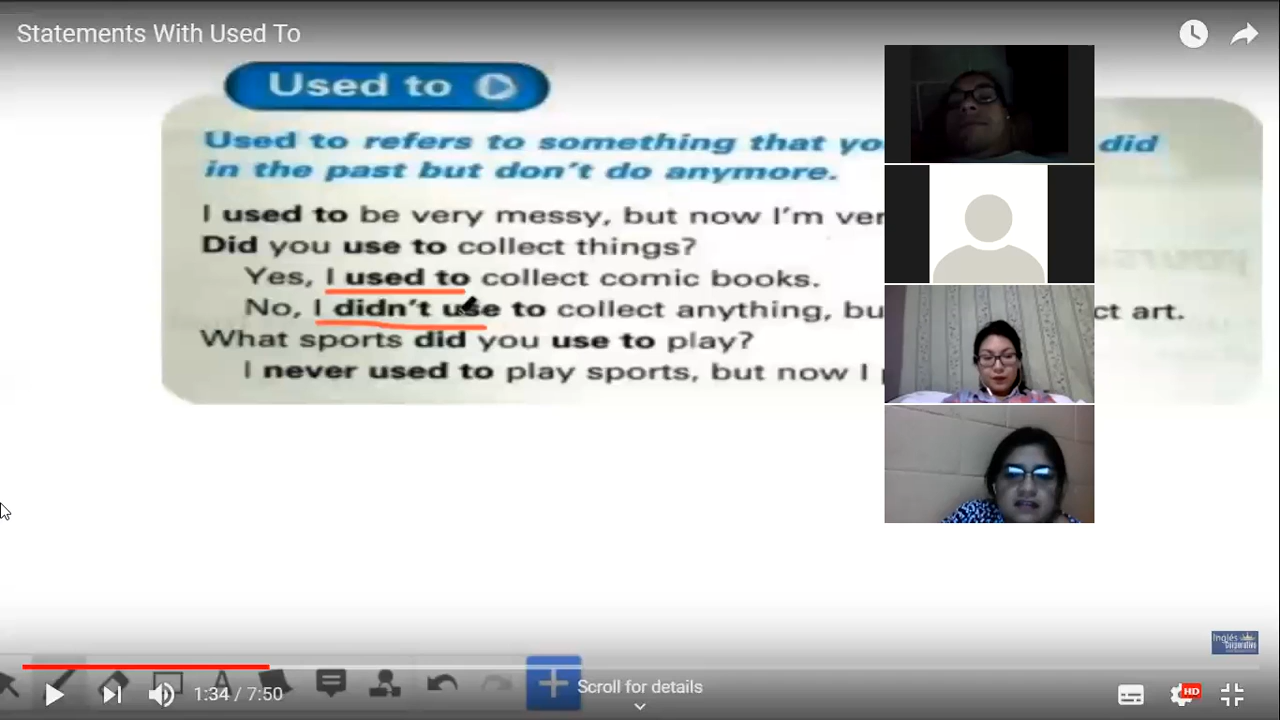 Statements With Used To
Used to
Used to refers to something that yo did
in the past but don't do anymore.
I used to be very messy, but now I'm ver
Did you use to collect things?
Yes, I used to collect comic books.
No, I didn't use to collect anything, bu ct art.
What sports did you use to play?
I never used to play sports, but now I
Inglés
Corporativo
1:34 / 7:50
Scroll for details
HD